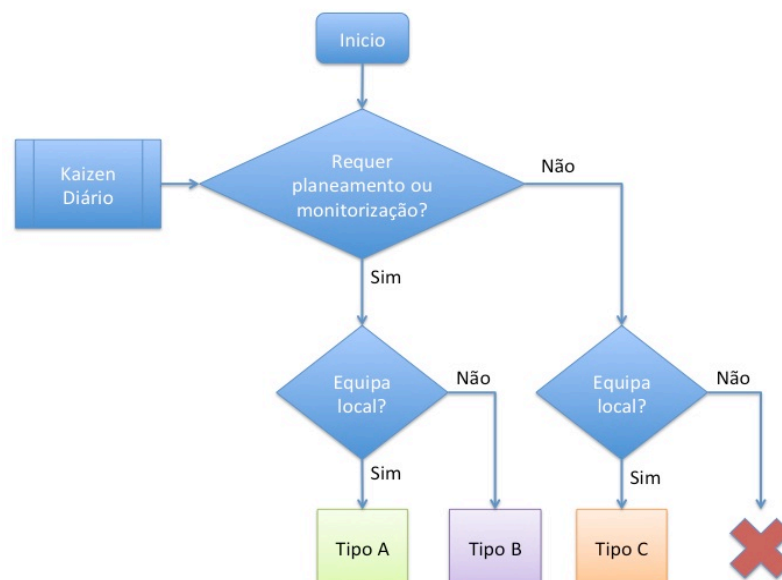 Inicio
Kaizen
Diário
Requer
planeamento ou
monitorização?
Não
Sim
Equipa
local?
Não
Equipa
local?
Não
Sim
Sim
Tipo A
Tipo B
Tipo C